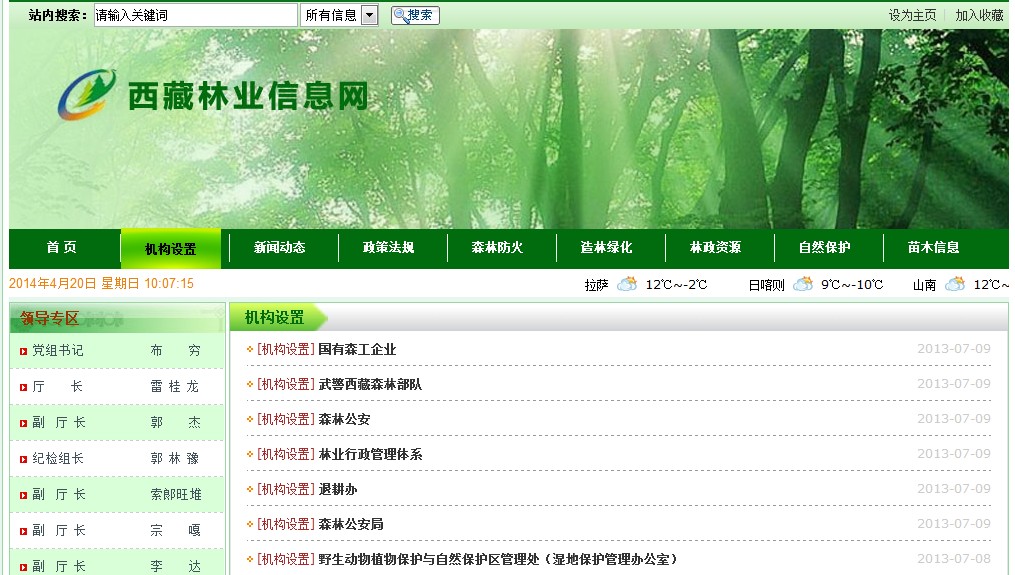 站内搜索： 请输入关键词 所有信息 搜索 设为主页 加入收藏
西藏林业信息网
首 页 机构设置 新闻动态 政策法规 森林防火 造林绿化 林政资源 自然保护 苗木信息
2014年4月20日 星期日 10:07:15 拉萨 12℃~-2℃ 日喀则 9℃~-10℃ 山南 12℃~
领导专区
党组书记 布 穷
厅 长 雷 桂 龙
副 厅 长 郭 杰
纪检组长 郭 林 豫
副 厅 长 索郎旺堆
副 厅 长 宗 嘎
副 厅 长 李 达
机构设置
[机构设置] 国有森工企业 2013-07-09
[机构设置] 武警西藏森林部队 2013-07-09
[机构设置] 森林公安 2013-07-09
[机构设置] 林业行政管理体系 2013-07-09
[机构设置] 退耕办 2013-07-09
[机构设置] 森林公安局 2013-07-09
[机构设置] 野生动物植物保护与自然保护区管理处（湿地保护管理办公室） 2013-07-08